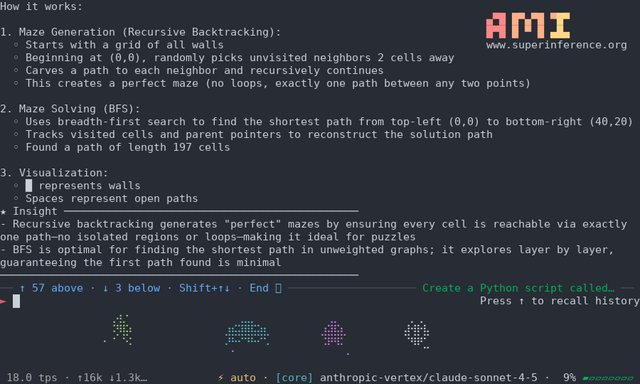 How it works:
AMI
www.superinference.org
1. Maze Generation (Recursive Backtracking):
◦ Starts with a grid of all walls
◦ Beginning at (0,0), randomly picks unvisited neighbors 2 cells away
◦ Carves a path to each neighbor and recursively continues
◦ This creates a perfect maze (no loops, exactly one path between any two points)
2. Maze Solving (BFS):
◦ Uses breadth-first search to find the shortest path from top-left (0,0) to bottom-right (40,20)
◦ Tracks visited cells and parent pointers to reconstruct the solution path
◦ Found a path of length 197 cells
3. Visualization:
◦ █ represents walls
◦ Spaces represent open paths
★ Insight ─────────────────────────────
- Recursive backtracking generates "perfect" mazes by ensuring every cell is reachable via exactly
one path—no isolated regions or loops—making it ideal for puzzles
- BFS is optimal for finding the shortest path in unweighted graphs; it explores layer by layer,
guaranteeing the first path found is minimal
── ↑ 57 above · ↓ 3 below · Shift+↑↓ · End ── Create a Python script called… ──
Press ↑ to recall history
18.0 tps · ↑16k ↓1.3k… ⚡ auto · [core] anthropic-vertex/claude-sonnet-4-5 · 9%